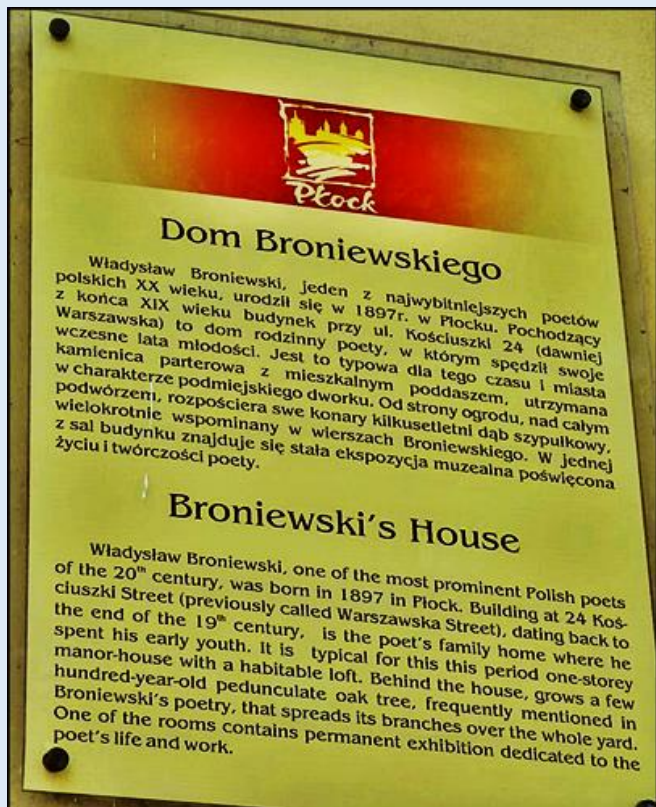 Płock
Dom Broniewskiego
Władysław Broniewski, jeden z najwybitniejszych poetów
polskich XX wieku, urodził się w 1897r. w Płocku. Pochodzący
z końca XIX wieku budynek przy ul. Kościuszki 24 (dawniej
Warszawska) to dom rodzinny poety, w którym spędził swoje
wczesne lata młodości. Jest to typowa dla tego czasu i miasta
kamienica parterowa z mieszkalnym poddaszem, utrzymana
w charakterze podmiejskiego dworku. Od strony ogrodu, nad całym
podwórzem, rozpościera swe konary kilkusetletni dąb szypułkowy,
wielokrotnie wspominany w wierszach Broniewskiego. W jednej
z sal budynku znajduje się stała ekspozycja muzealna poświęcona
życiu i twórczości poety.
Broniewski's House
Władysław Broniewski, one of the most prominent Polish poets
of the 20th century, was born in 1897 in Płock. Building at 24 Koś-
ciuszki Street (previously called Warszawska Street), dating back to
the end of the 19th century, is the poet's family home where he
spent his early youth. It is typical for this this period one-storey
manor-house with a habitable loft. Behind the house, grows a few
hundred-year-old pedunculate oak tree, frequently mentioned in
Broniewski's poetry, that spreads its branches over the whole yard.
One of the rooms contains permanent exhibition dedicated to the
poet's life and work.